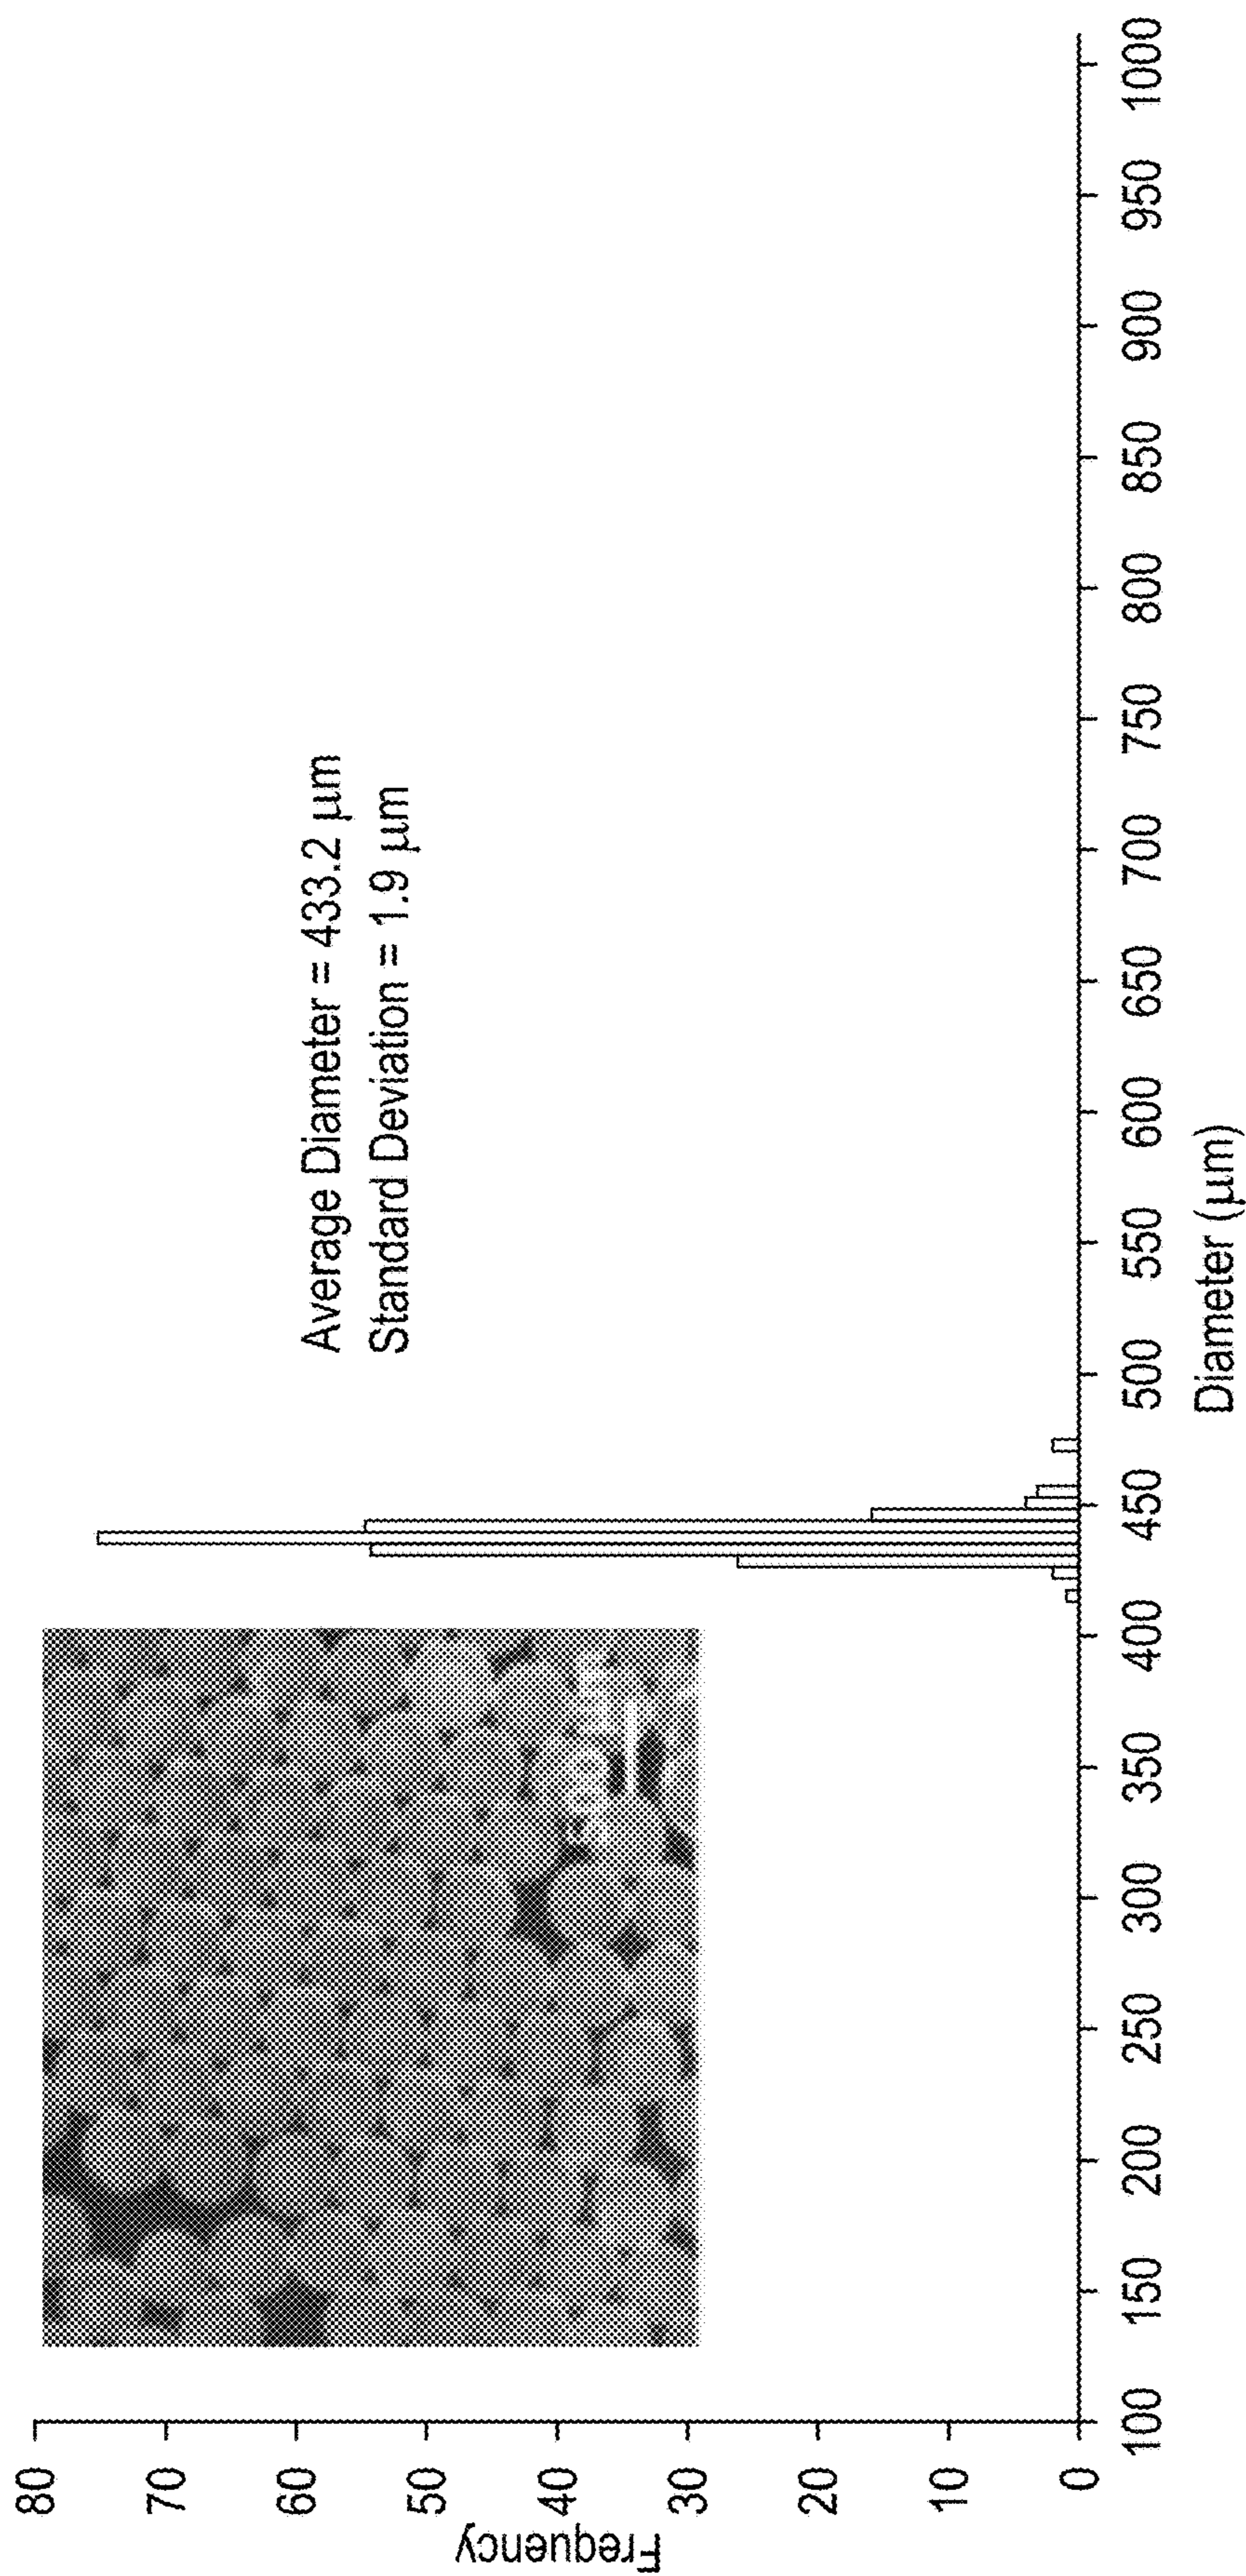 80
70
60
50
40
30
20
10
0
Frequency
Average Diameter = 433.2 μm
Standard Deviation = 1.9 μm
100 150 200 250 300 350 400 450 500 550 600 650 700 750 800 850 900 950 1000
Diameter (μm)